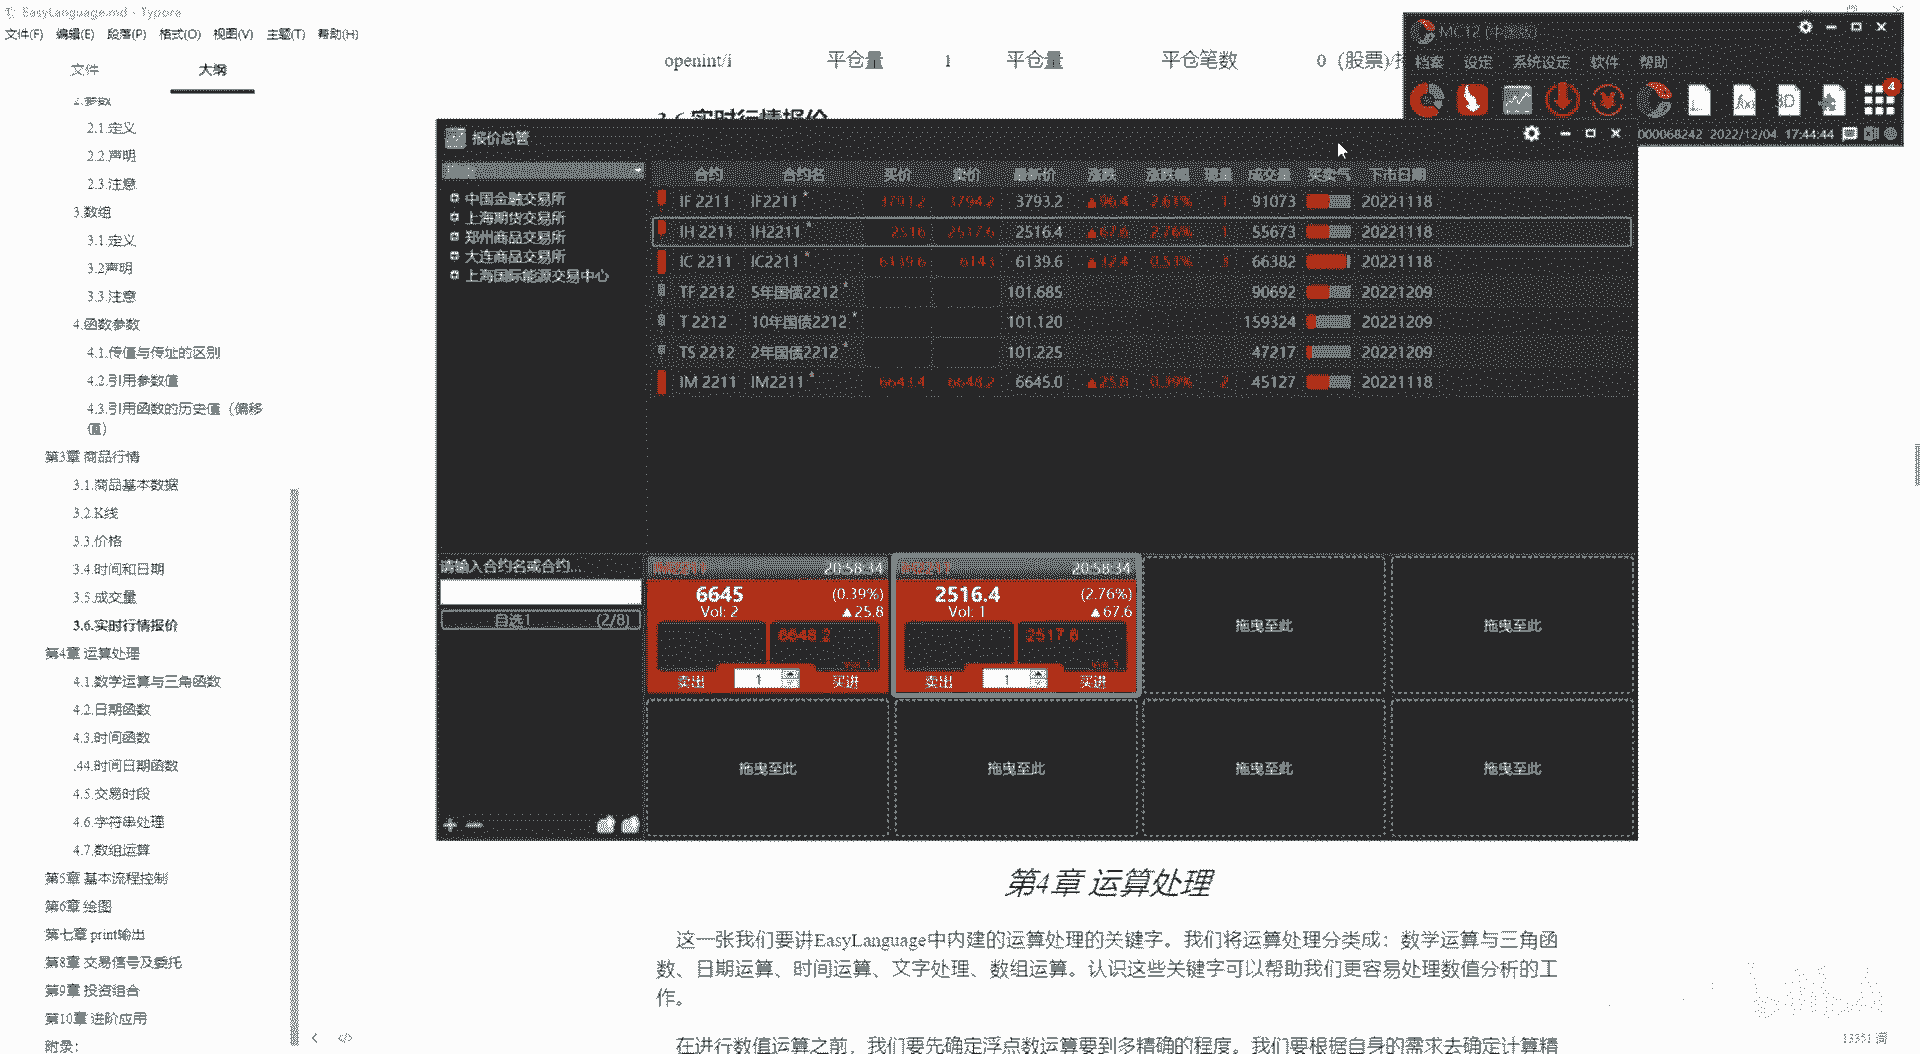 EasyLanguage.md - Typora
文件(F) 编辑(E) 段落(P) 格式(O) 视图(V) 主题(T) 帮助(H)
文件 大纲
2.参数
2.1.定义
2.2.声明
2.3.注意
3.数组
3.1.定义
3.2声明
3.3.注意
4.函数参数
4.1.传值与传址的区别
4.2.引用参数值
4.3.引用函数的历史值（偏移
值）
第3章 商品行情
3.1.商品基本数据
3.2.K线
3.3.价格
3.4.时间和日期
3.5.成交量
3.6.实时行情报价
第4章 运算处理
4.1.数学运算与三角函数
4.2.日期函数
4.3.时间函数
.44.时间日期函数
4.5.交易时段
4.6.字符串处理
4.7.数组运算
第5章 基本流程控制
第6章 绘图
第七章 print输出
第8章 交易信号及委托
第9章 投资组合
第10章 进阶应用
附录:
openint/i 平仓量 1 平仓量 平仓笔数 0 (股票)/持
3.6.实时行情报价
MC12 (中国版)
档案 设定 系统设定 软件 帮助
4
000068242 2022/12/04 17:44:44
报价总管
中国金融交易所
上海期货交易所
郑州商品交易所
大连商品交易所
上海国际能源交易中心
合约 合约名 买价 卖价 最新价 涨跌 涨跌幅 现量 成交量 买卖气 下市日期
IF 2211 IF2211 * 3793.2 3794.2 3793.2 ▲96.4 2.61% 1 91073 20221118
IH 2211 IH2211 * 2516 2517.6 2516.4 ▲67.6 2.76% 1 55673 20221118
IC 2211 IC2211 * 6139.6 6141 6139.6 ▲32.4 0.53% 3 66382 20221118
TF 2212 5年国债2212 * 101.685 90692 20221209
T 2212 10年国债2212 * 101.120 159324 20221209
TS 2212 2年国债2212 * 101.225 47217 20221209
IM 2211 IM2211 * 6643.4 6648.2 6645.0 ▲25.8 0.39% 2 45127 20221118
请输入合约名或合约...
自选1 (2/8)
IM2211 20:58:34
6645 (0.39%)
Vol: 2 ▲25.8
6648.2
卖出 1 买进
20:58:34
2516.4 (2.76%)
Vol: 1 ▲67.6
2517.6
卖出 1 买进
拖曳至此 拖曳至此
拖曳至此 拖曳至此 拖曳至此 拖曳至此
第4章 运算处理
这一张我们要讲EasyLanguage中内建的运算处理的关键字。我们将运算处理分类成：数学运算与三角函
数、日期运算、时间运算、文字处理、数组运算。认识这些关键字可以帮助我们更容易处理数值分析的工
作。
在进行数值运算之前，我们要先确定浮点数运算要到多精确的程度。我们要根据自身的需求去确定计算精
13351 词